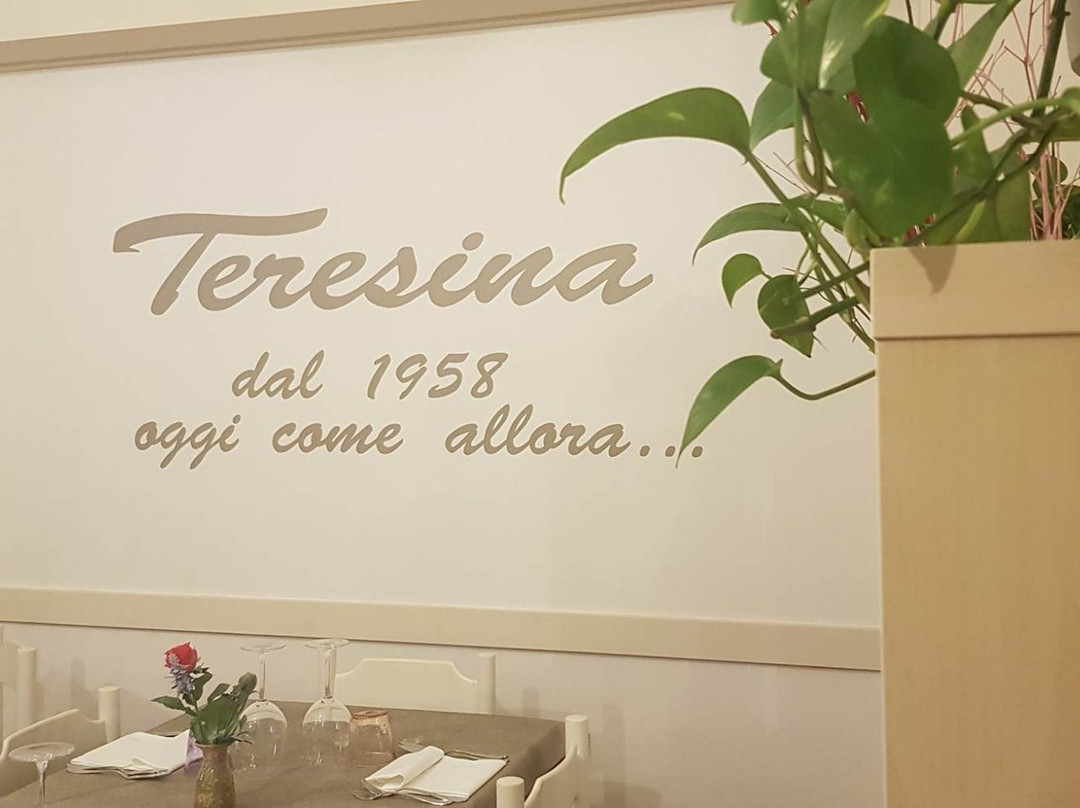 Teresina
dal 1958
oggi come allora...